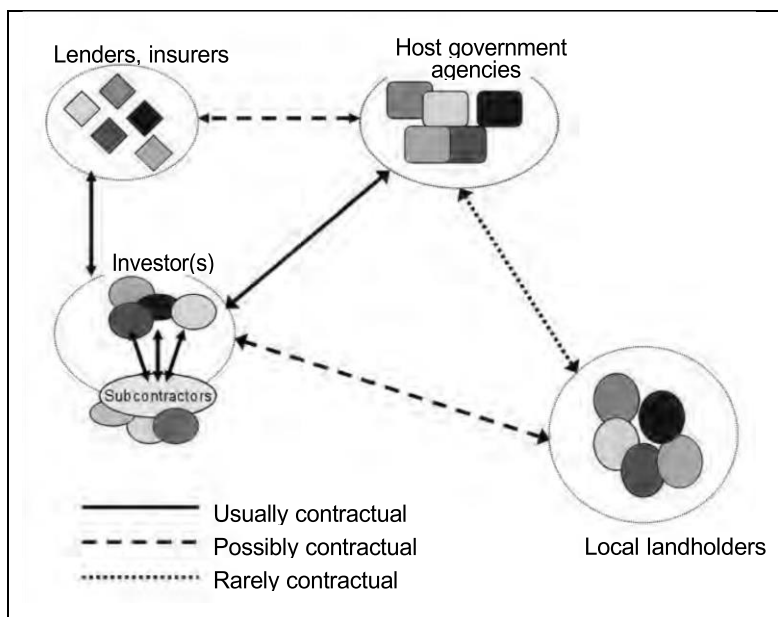 Lenders, insurers
Host government
agencies
Investor(s)
Subcontractors
Usually contractual
Possibly contractual
Rarely contractual
Local landholders